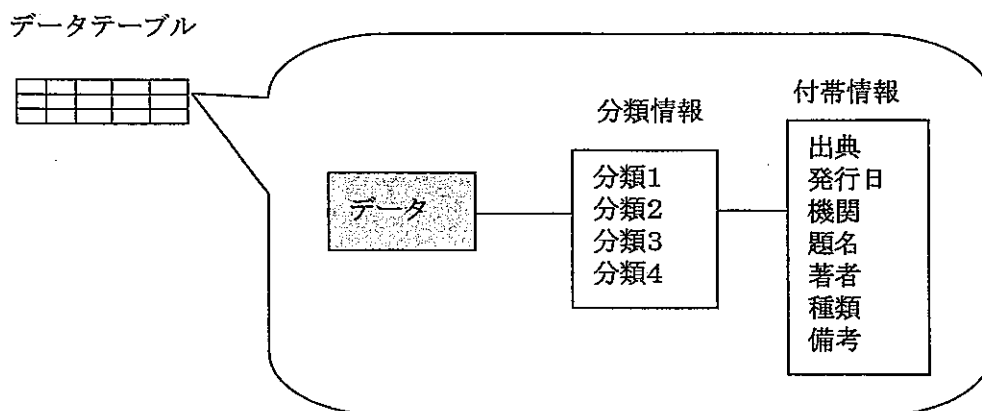 データテーブル
データ
分類情報
分類1
分類2
分類3
分類4
付帯情報
出典
発行日
機関
題名
著者
種類
備考